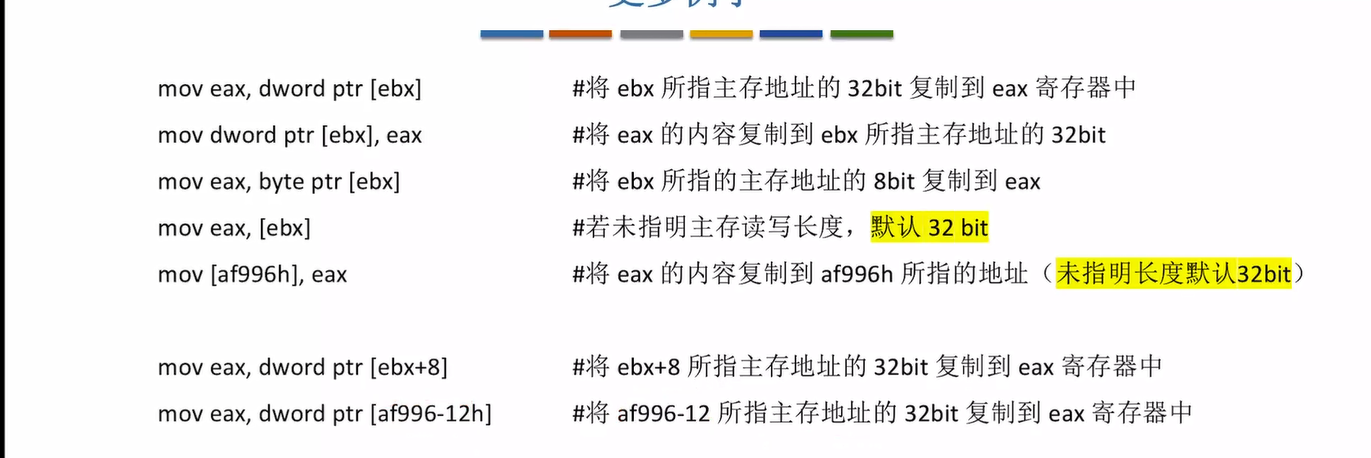 mov eax, dword ptr [ebx] #将 ebx 所指主存地址的 32bit 复制到 eax 寄存器中
mov dword ptr [ebx], eax #将 eax 的内容复制到 ebx 所指主存地址的 32bit
mov eax, byte ptr [ebx] #将 ebx 所指的主存地址的 8bit 复制到 eax
mov eax, [ebx] #若未指明主存读写长度，默认 32 bit
mov [af996h], eax #将 eax 的内容复制到 af996h 所指的地址（未指明长度默认32bit）
mov eax, dword ptr [ebx+8] #将 ebx+8 所指主存地址的 32bit 复制到 eax 寄存器中
mov eax, dword ptr [af996-12h] #将 af996-12 所指主存地址的 32bit 复制到 eax 寄存器中